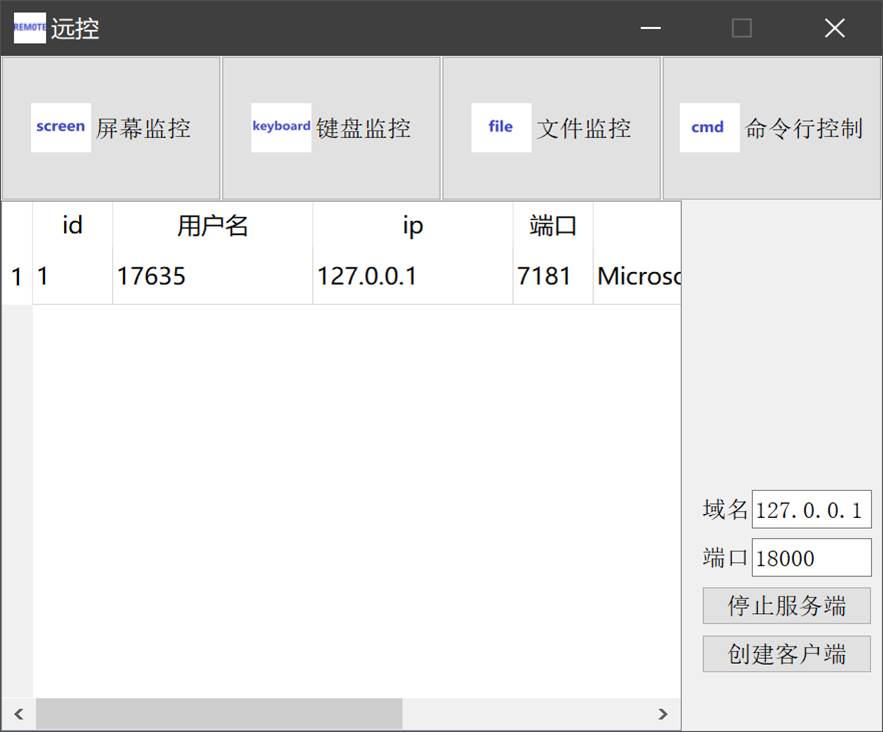 REMOTE 远控
screen 屏幕监控
keyboard 键盘监控
file 文件监控
cmd 命令行控制
id 用户名 ip 端口
1 1 17635 127.0.0.1 7181 Microsc
域名 127.0.0.1
端口 18000
停止服务端
创建客户端